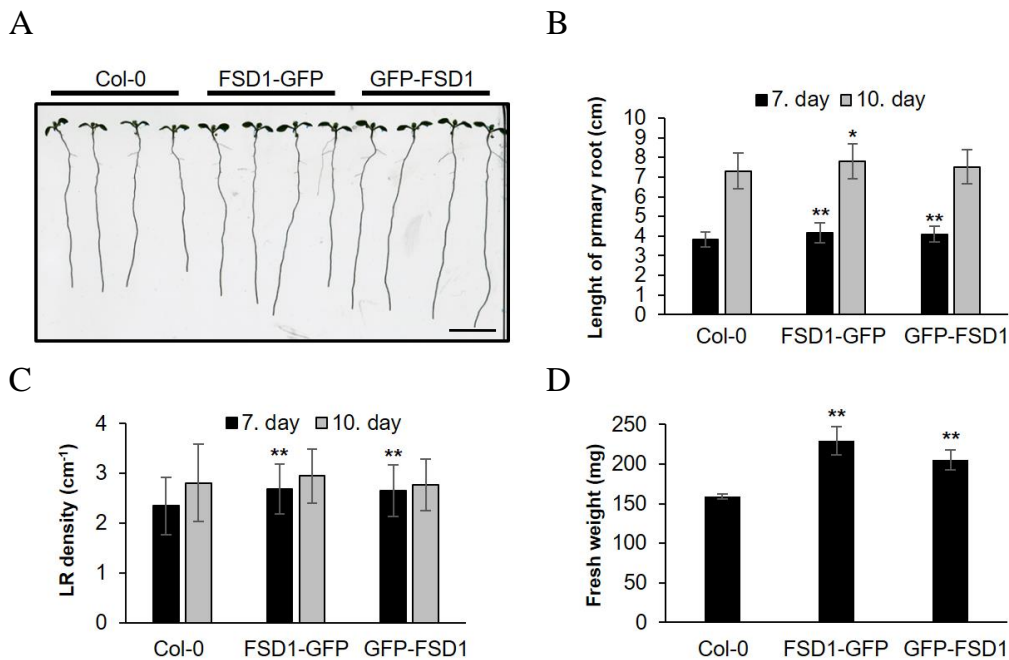 A
Col-0 FSD1-GFP GFP-FSD1
B
■ 7. day ■ 10. day
Lenght of prmary root (cm)
10
9
8
7
6
5
4
3
2
1
0
** * **
Col-0 FSD1-GFP GFP-FSD1
C
■ 7. day ■ 10. day
LR density (cm⁻¹)
4
3
2
1
0
** **
Col-0 FSD1-GFP GFP-FSD1
D
Fresh weight (mg)
250
200
150
100
50
0
** **
Col-0 FSD1-GFP GFP-FSD1